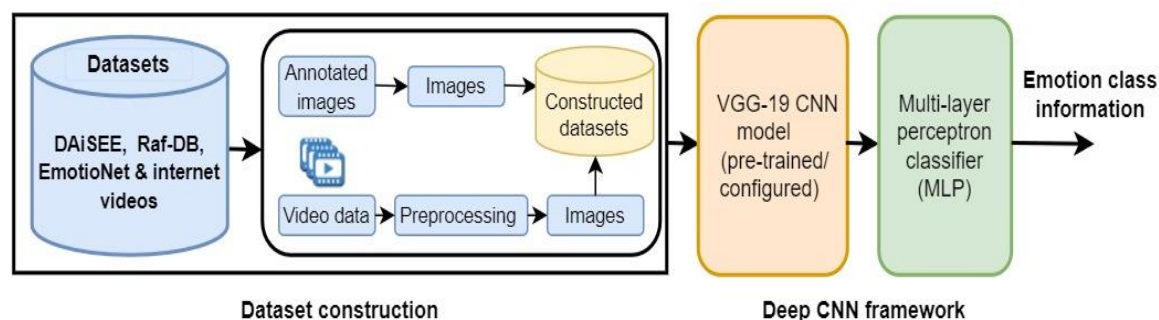 Datasets
DAiSEE, Raf-DB,
EmotioNet & internet
videos
Annotated
images
Images
Constructed
datasets
Video data
Preprocessing
Images
VGG-19 CNN
model
(pre-trained/
configured)
Multi-layer
perceptron
classifier
(MLP)
Emotion class
information
Dataset construction
Deep CNN framework